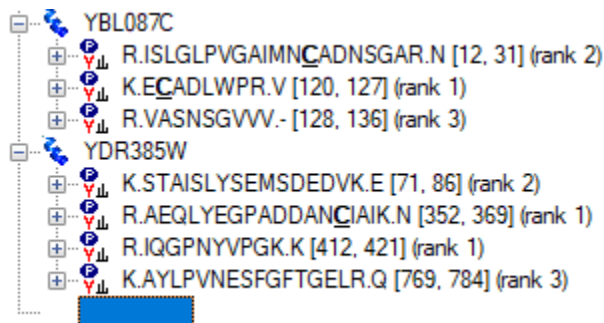 YBL087C
R.ISLGLPVGAIMNCADNSGAR.N [12, 31] (rank 2)
K.ECADLWPR.V [120, 127] (rank 1)
R.VASNSGVVV.- [128, 136] (rank 3)
YDR385W
K.STAISLYSEMSDEDVK.E [71, 86] (rank 2)
R.AEQLYEGPADDANCIAIK.N [352, 369] (rank 1)
R.IQGPNYVPGK.K [412, 421] (rank 1)
K.AYLPVNESFGFTGELR.Q [769, 784] (rank 3)